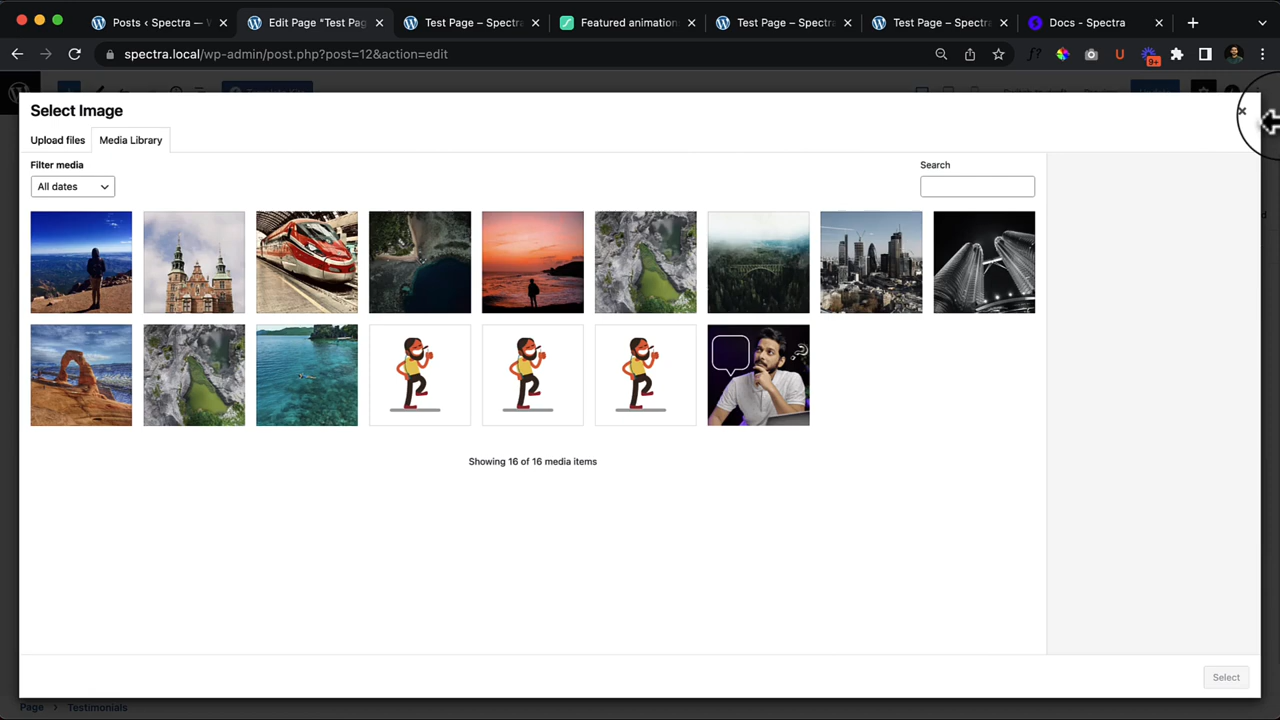 Posts ‹ Spectra — W
Edit Page "Test Pag
Test Page – Spectra
Featured animation
Test Page – Spectra
Test Page – Spectra
Docs - Spectra
spectra.local/wp-admin/post.php?post=12&action=edit
9+
Select Image
Upload files
Media Library
Filter media
All dates
Search
Showing 16 of 16 media items
Select
Page
Testimonials